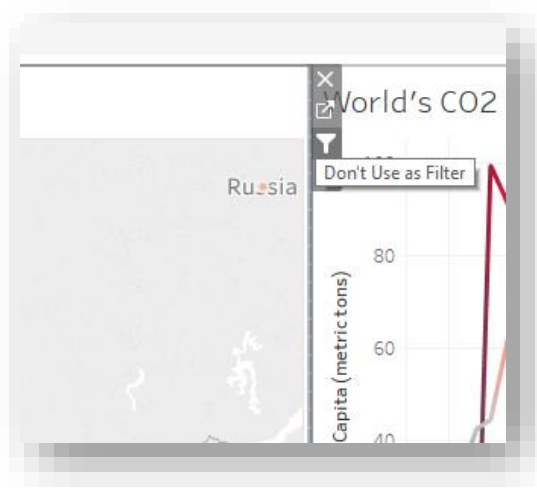 World's CO2
Don't Use as Filter
Russia
80
60
40
Capita (metric tons)